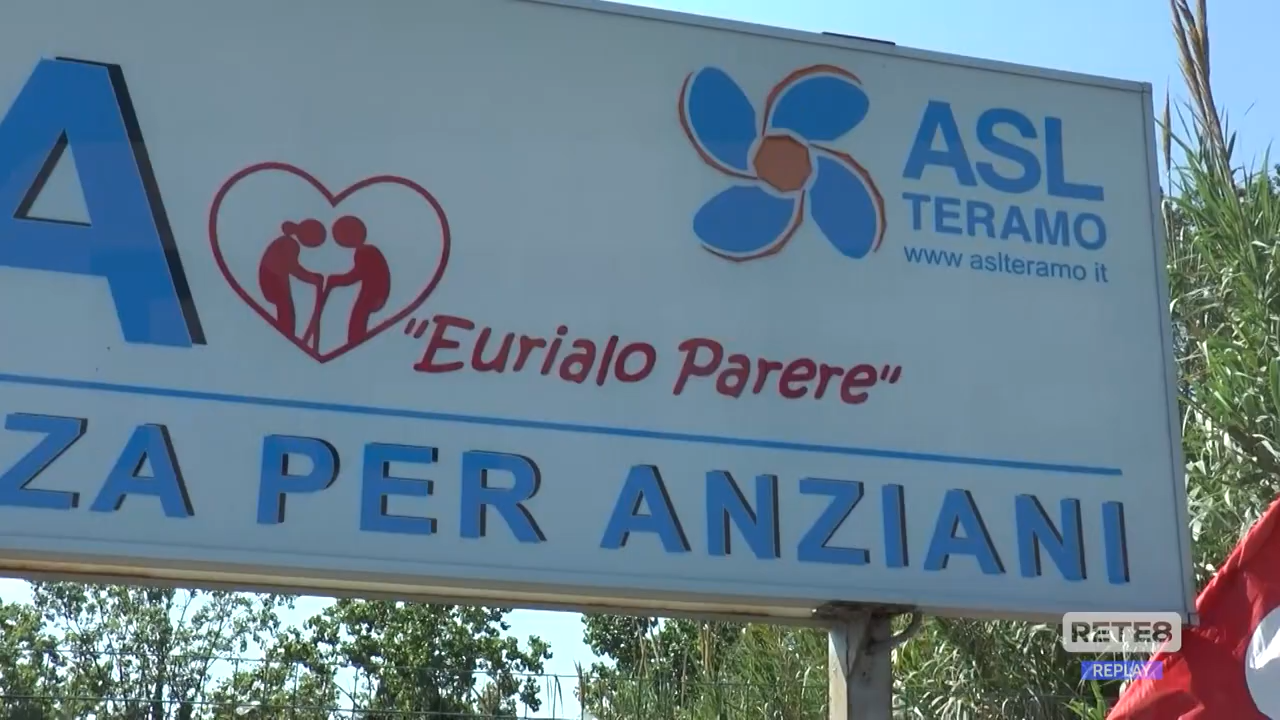 A
"Eurialo Parere"
ASL
TERAMO
www aslteramo it
ZA PER ANZIANI
RETE8
REPLAY